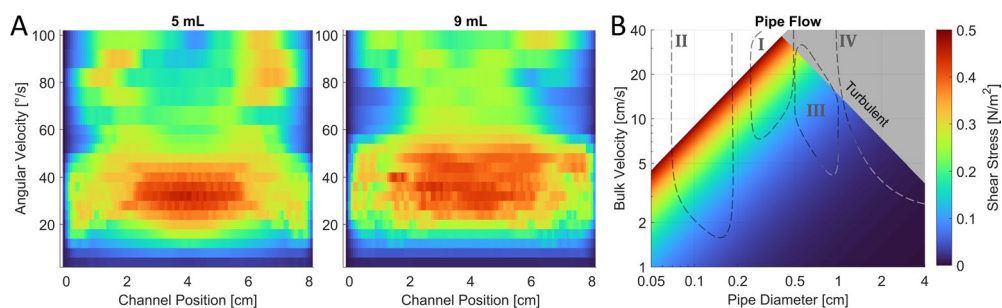 A
5 mL
9 mL
B
Pipe Flow
Angular Velocity [°/s]
100
80
60
40
20
100
80
60
40
20
0 2 4 6 8
0 2 4 6 8
Channel Position [cm]
Channel Position [cm]
Bulk Velocity [cm/s]
40
20
10
5
2
1
II
I
IV
III
Turbulent
0.05 0.1 0.2 0.5 1 2 4
Pipe Diameter [cm]
0.5
0.4
0.3
0.2
0.1
0
Shear Stress [N/m²]